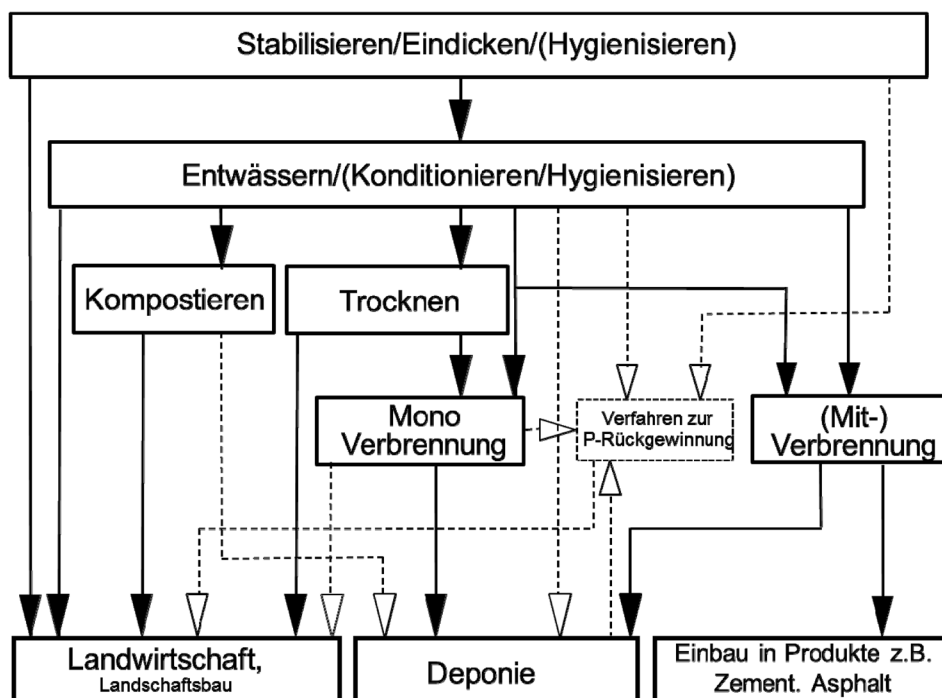 Stabilisieren/Eindicken/(Hygienisieren)
Entwässern/(Konditionieren/Hygienisieren)
Kompostieren
Trocknen
Mono
Verbrennung
Verfahren zur
P-Rückgewinnung
(Mit-)
Verbrennung
Landwirtschaft,
Landschaftsbau
Deponie
Einbau in Produkte z.B.
Zement. Asphalt